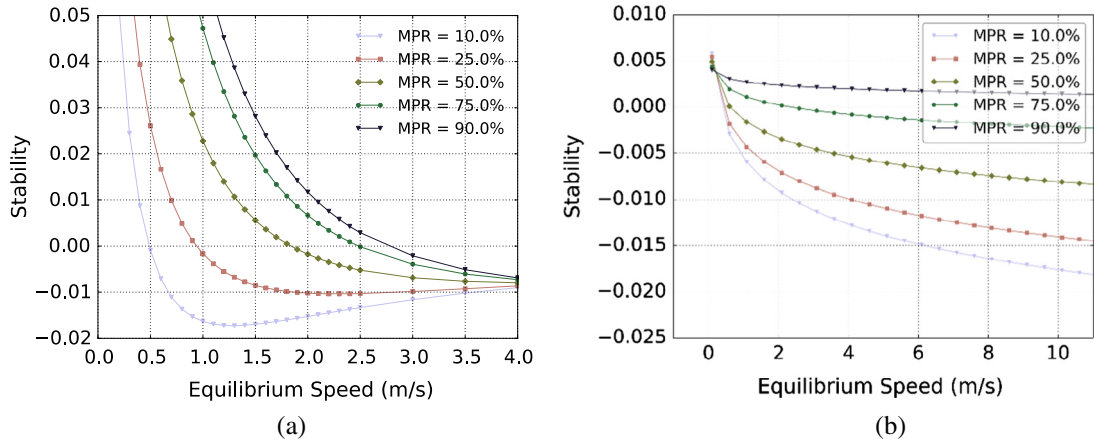 0.05
0.04
0.03
0.02
0.01
0.00
−0.01
−0.02
Stability
0.0 0.5 1.0 1.5 2.0 2.5 3.0 3.5 4.0
Equilibrium Speed (m/s)
MPR = 10.0%
MPR = 25.0%
MPR = 50.0%
MPR = 75.0%
MPR = 90.0%
(a)
0.010
0.005
0.000
−0.005
−0.010
−0.015
−0.020
−0.025
Stability
0 2 4 6 8 10
Equilibrium Speed (m/s)
MPR = 10.0%
MPR = 25.0%
MPR = 50.0%
MPR = 75.0%
MPR = 90.0%
(b)